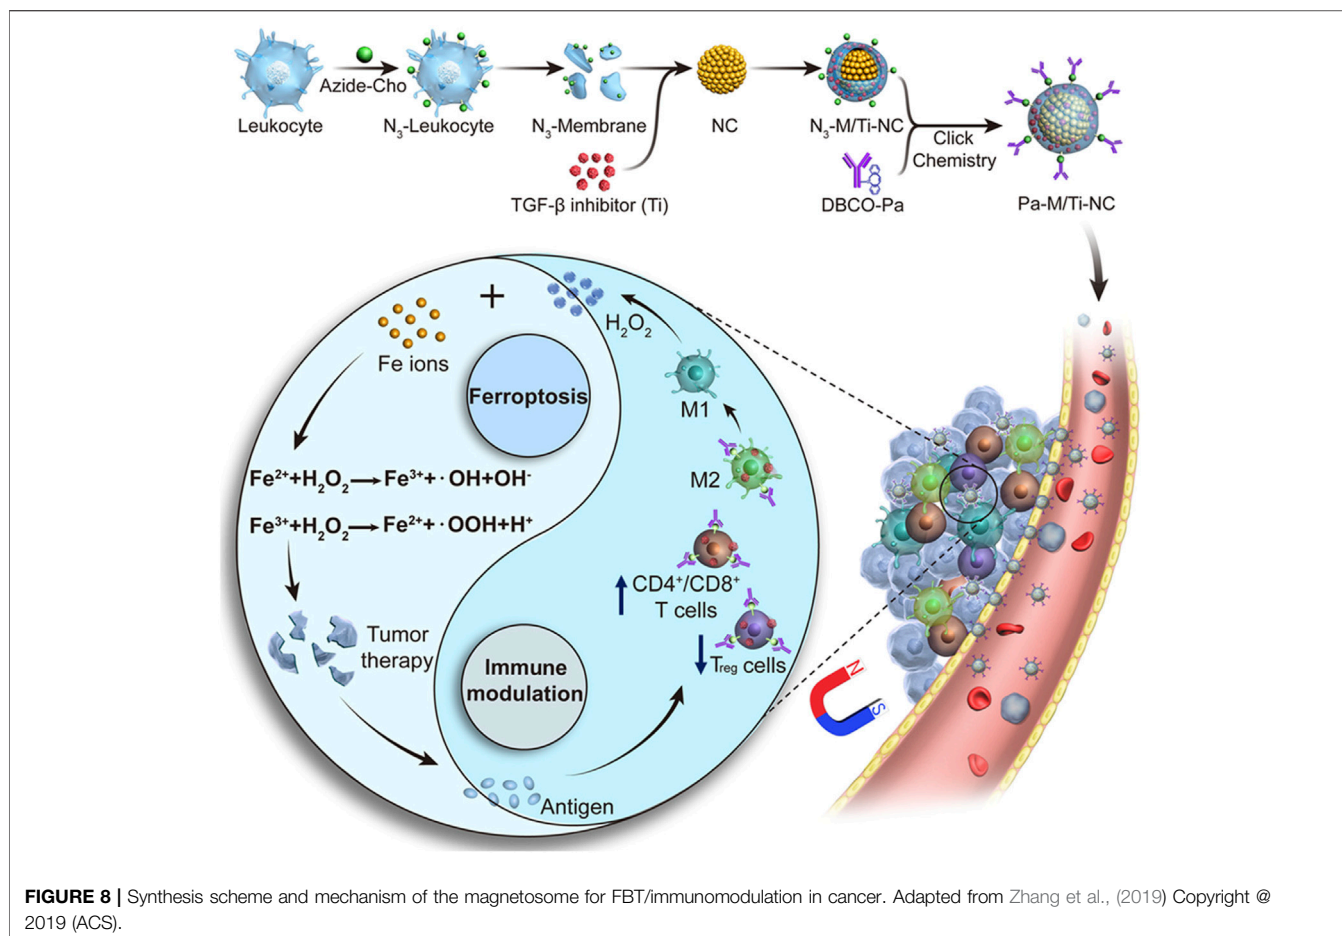 Azide-Cho
Leukocyte
N₃-Leukocyte
N₃-Membrane
NC
N₃-M/Ti-NC
Click
Chemistry
TGF-β inhibitor (Ti)
DBCO-Pa
Pa-M/Ti-NC
+
H₂O₂
Fe ions
Ferroptosis
M1
M2
Fe²⁺+H₂O₂→Fe³⁺+·OH+OH⁻
Fe³⁺+H₂O₂→Fe²⁺+·OOH+H⁺
CD4⁺/CD8⁺
T cells
Treg cells
Tumor
therapy
Immune
modulation
Antigen
N
S
FIGURE 8 | Synthesis scheme and mechanism of the magnetosome for FBT/immunomodulation in cancer. Adapted from Zhang et al., (2019) Copyright @
2019 (ACS).